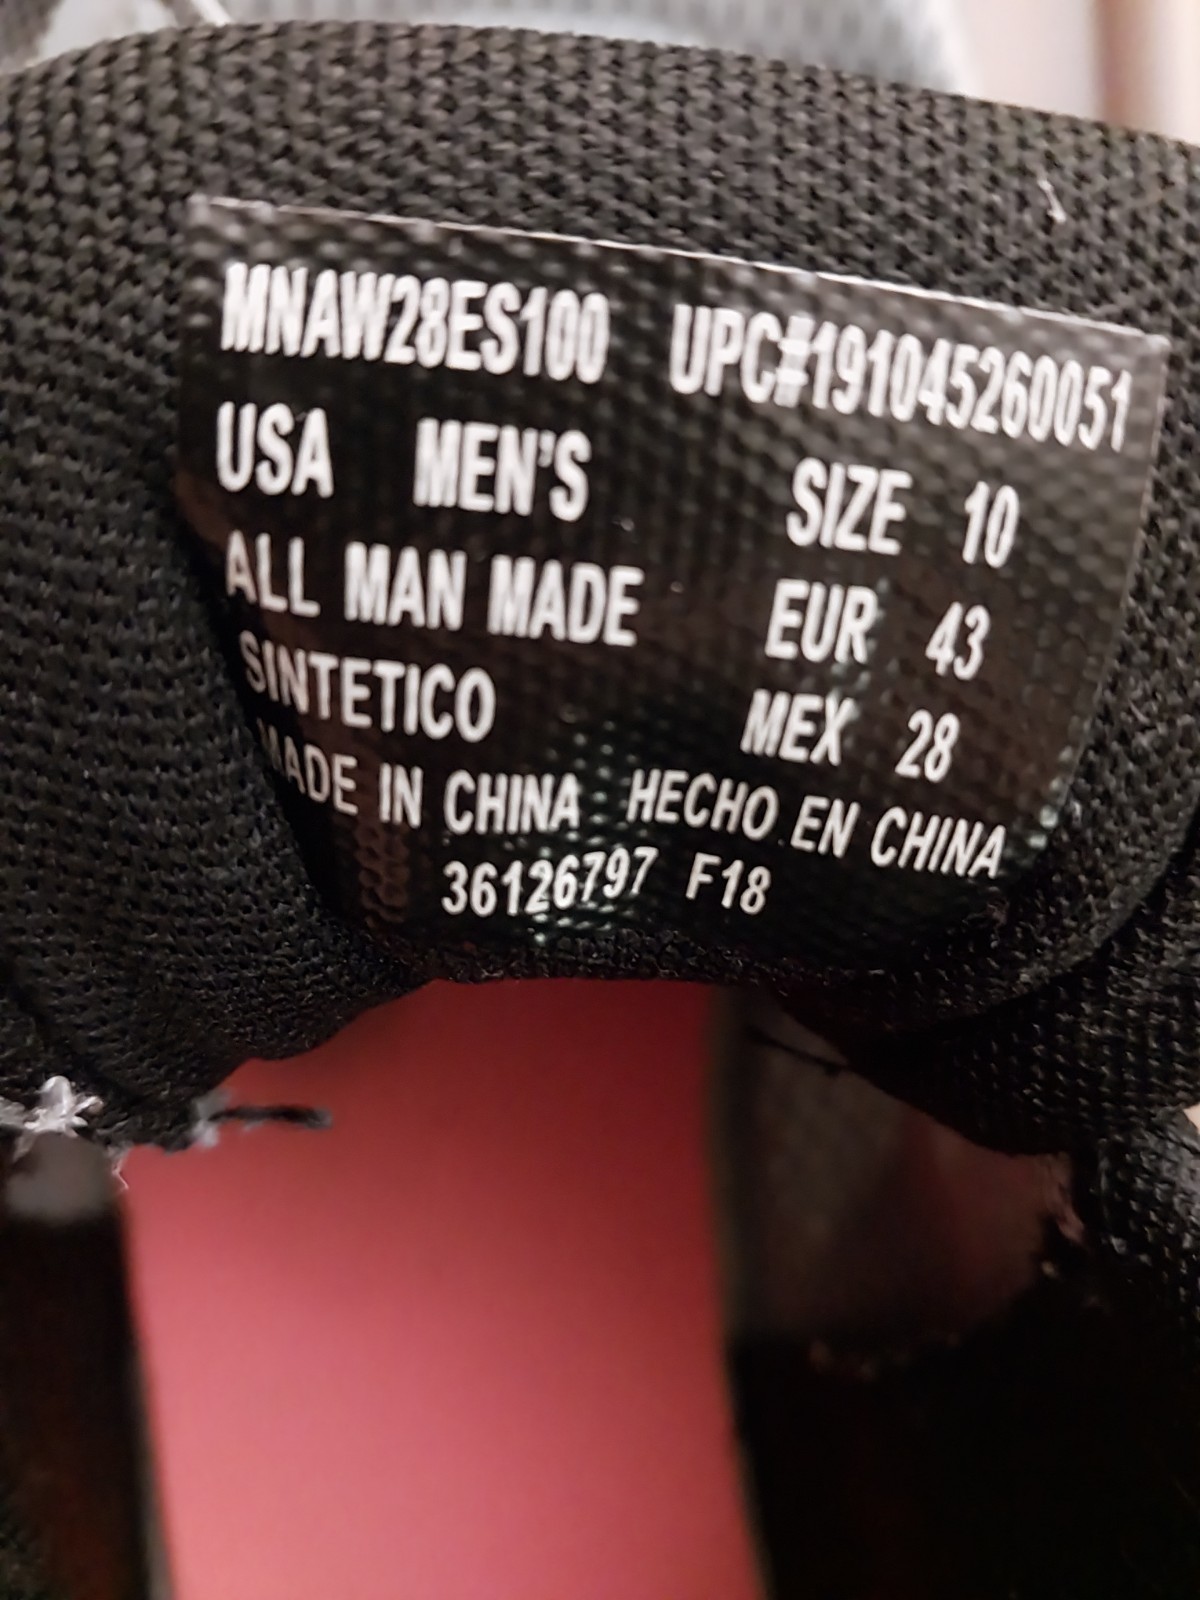 MNAW28ES100 UPC#191045260051
USA MEN'S SIZE 10
ALL MAN MADE EUR 43
SINTETICO MEX 28
MADE IN CHINA HECHO EN CHINA
36126797 F18